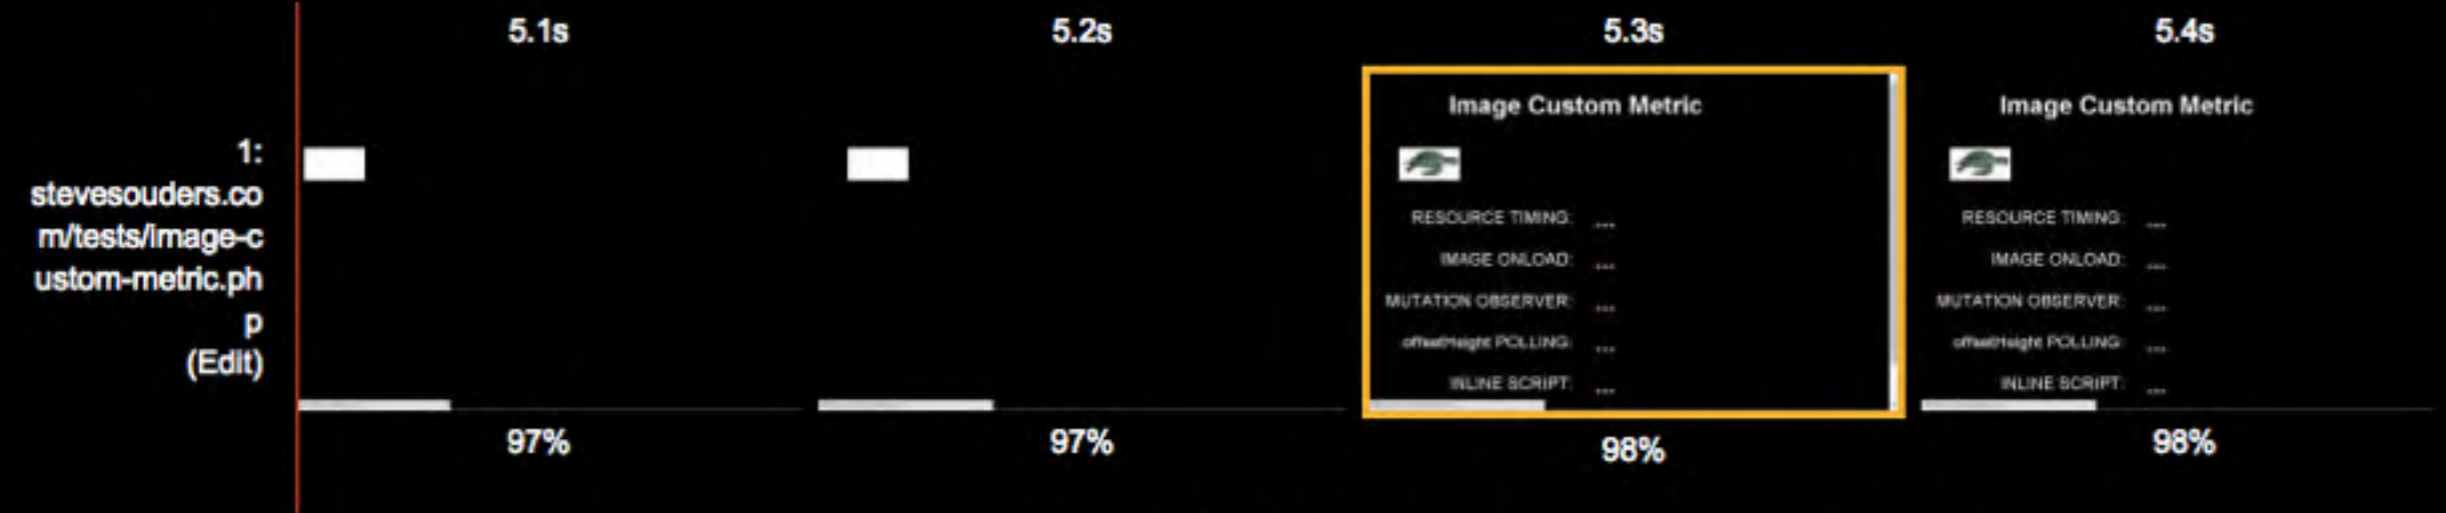 5.1s
5.2s
5.3s
5.4s
1:
stevesouders.co
m/tests/image-c
ustom-metric.ph
p
(Edit)
Image Custom Metric
RESOURCE TIMING: ...
IMAGE ONLOAD: ...
MUTATION OBSERVER: ...
offsetHeight POLLING: ...
INLINE SCRIPT: ...
Image Custom Metric
RESOURCE TIMING: ...
IMAGE ONLOAD: ...
MUTATION OBSERVER: ...
offsetHeight POLLING: ...
INLINE SCRIPT: ...
97%
97%
98%
98%